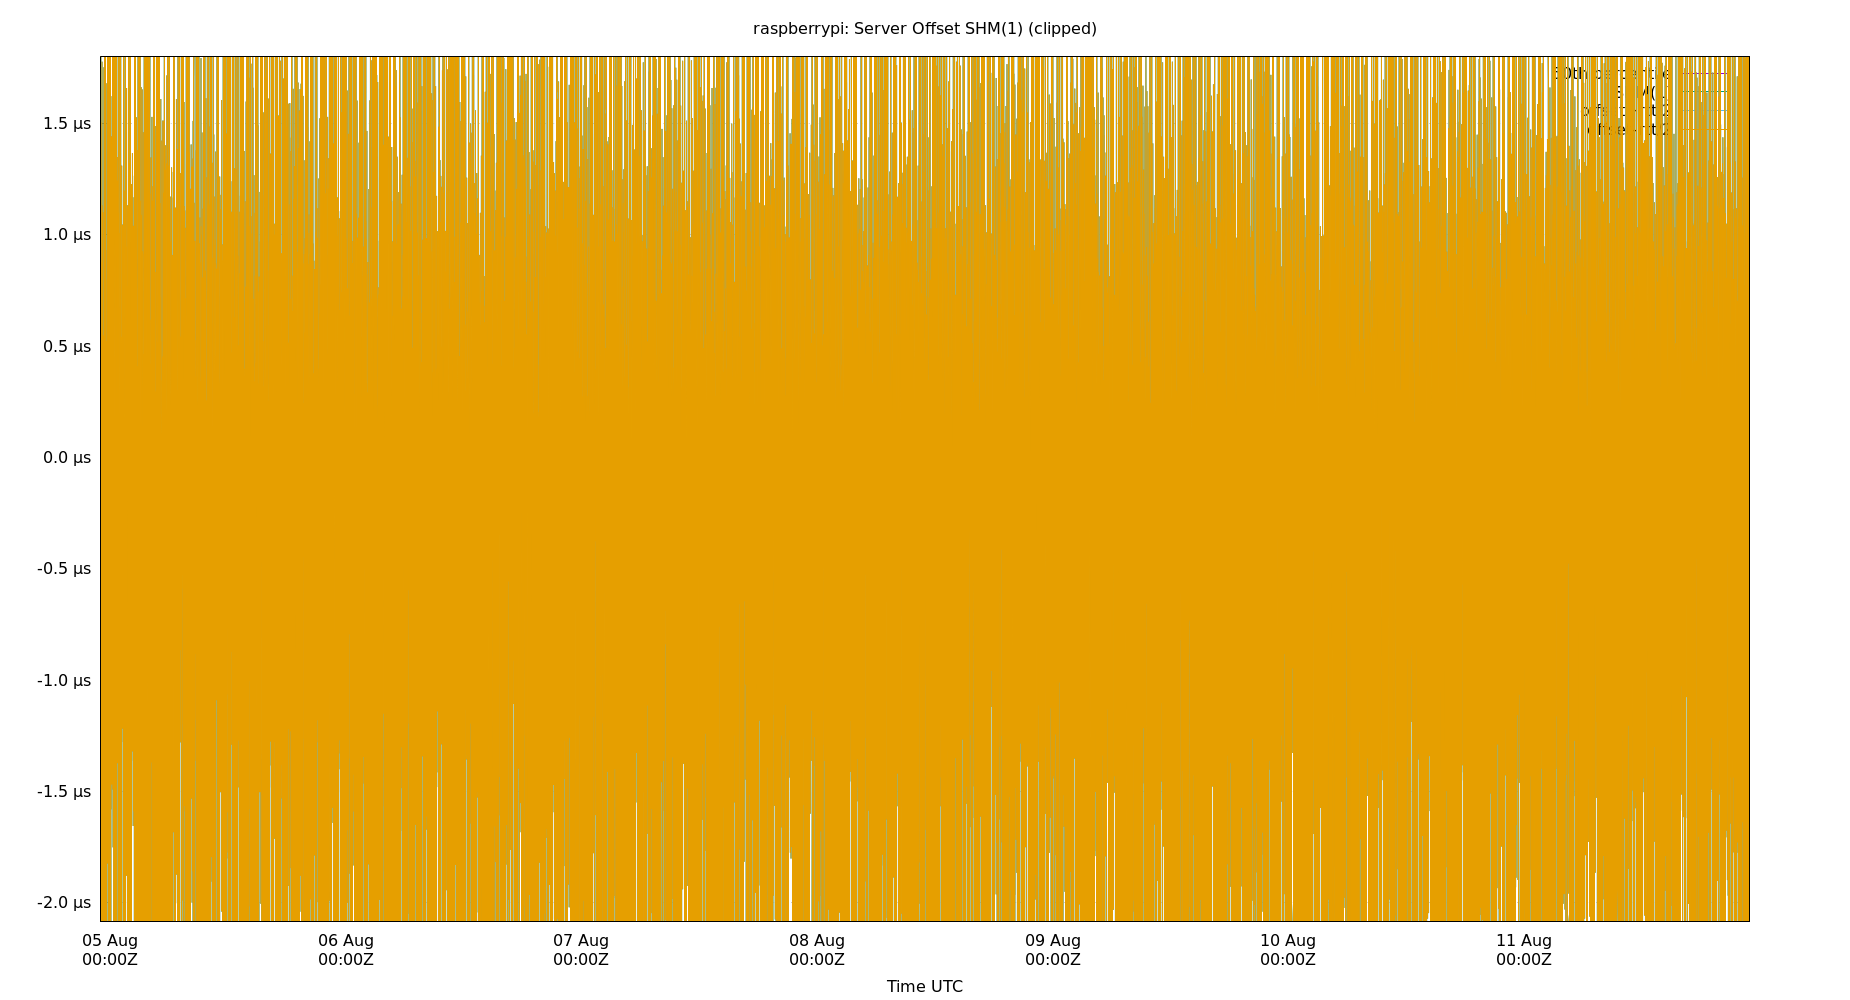 raspberrypi: Server Offset SHM(1) (clipped)
1.5 µs
1.0 µs
0.5 µs
0.0 µs
-0.5 µs
-1.0 µs
-1.5 µs
-2.0 µs
05 Aug
00:00Z
06 Aug
00:00Z
07 Aug
00:00Z
08 Aug
00:00Z
09 Aug
00:00Z
10 Aug
00:00Z
11 Aug
00:00Z
Time UTC